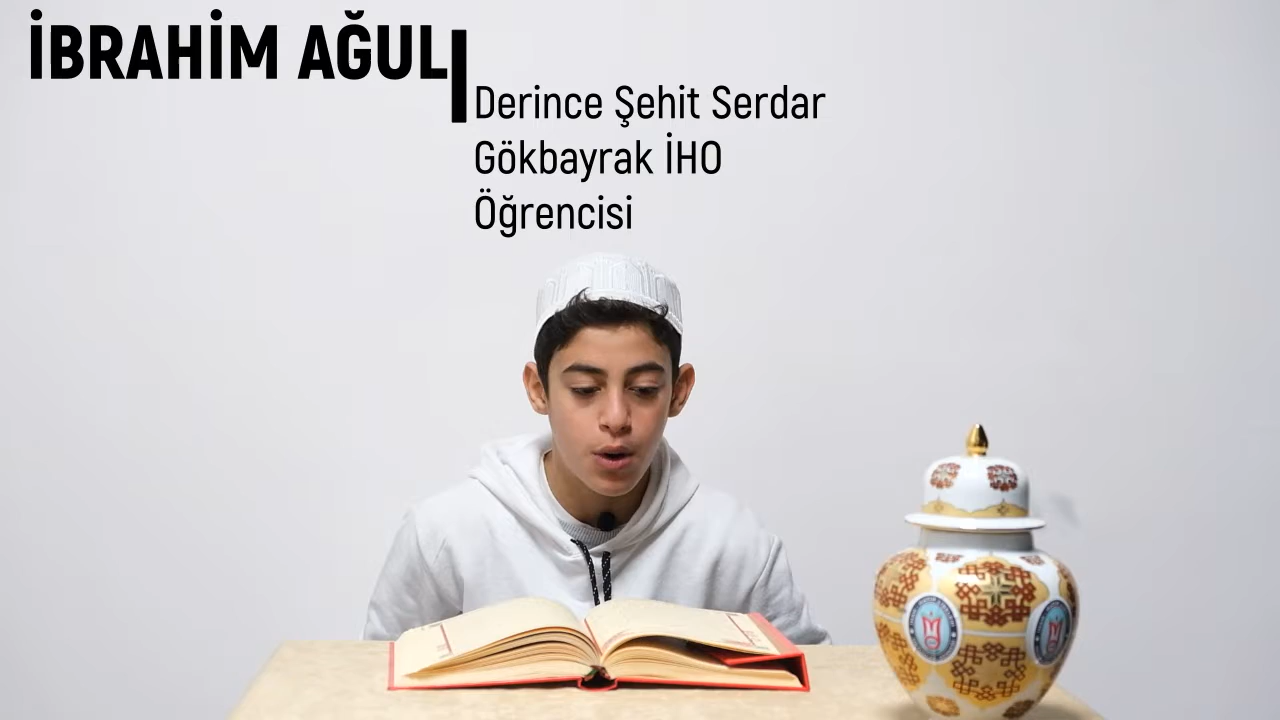 İBRAHİM AĞUL
Derince Şehit Serdar
Gökbayrak İHO
Öğrencisi